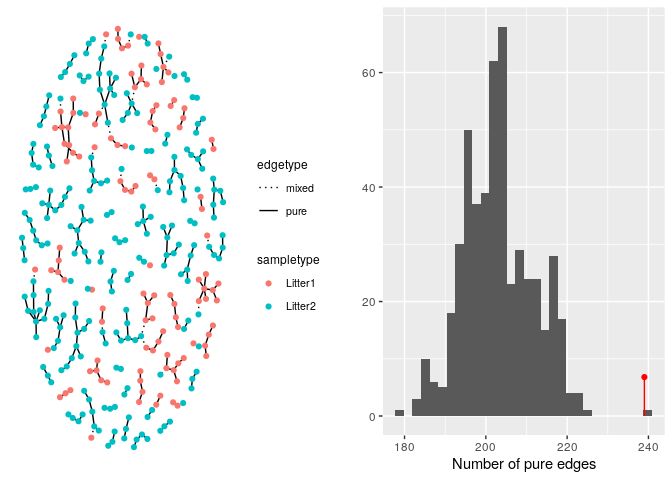 edgetype
mixed
pure
sampletype
Litter1
Litter2
60
40
20
0
180
200
220
240
Number of pure edges